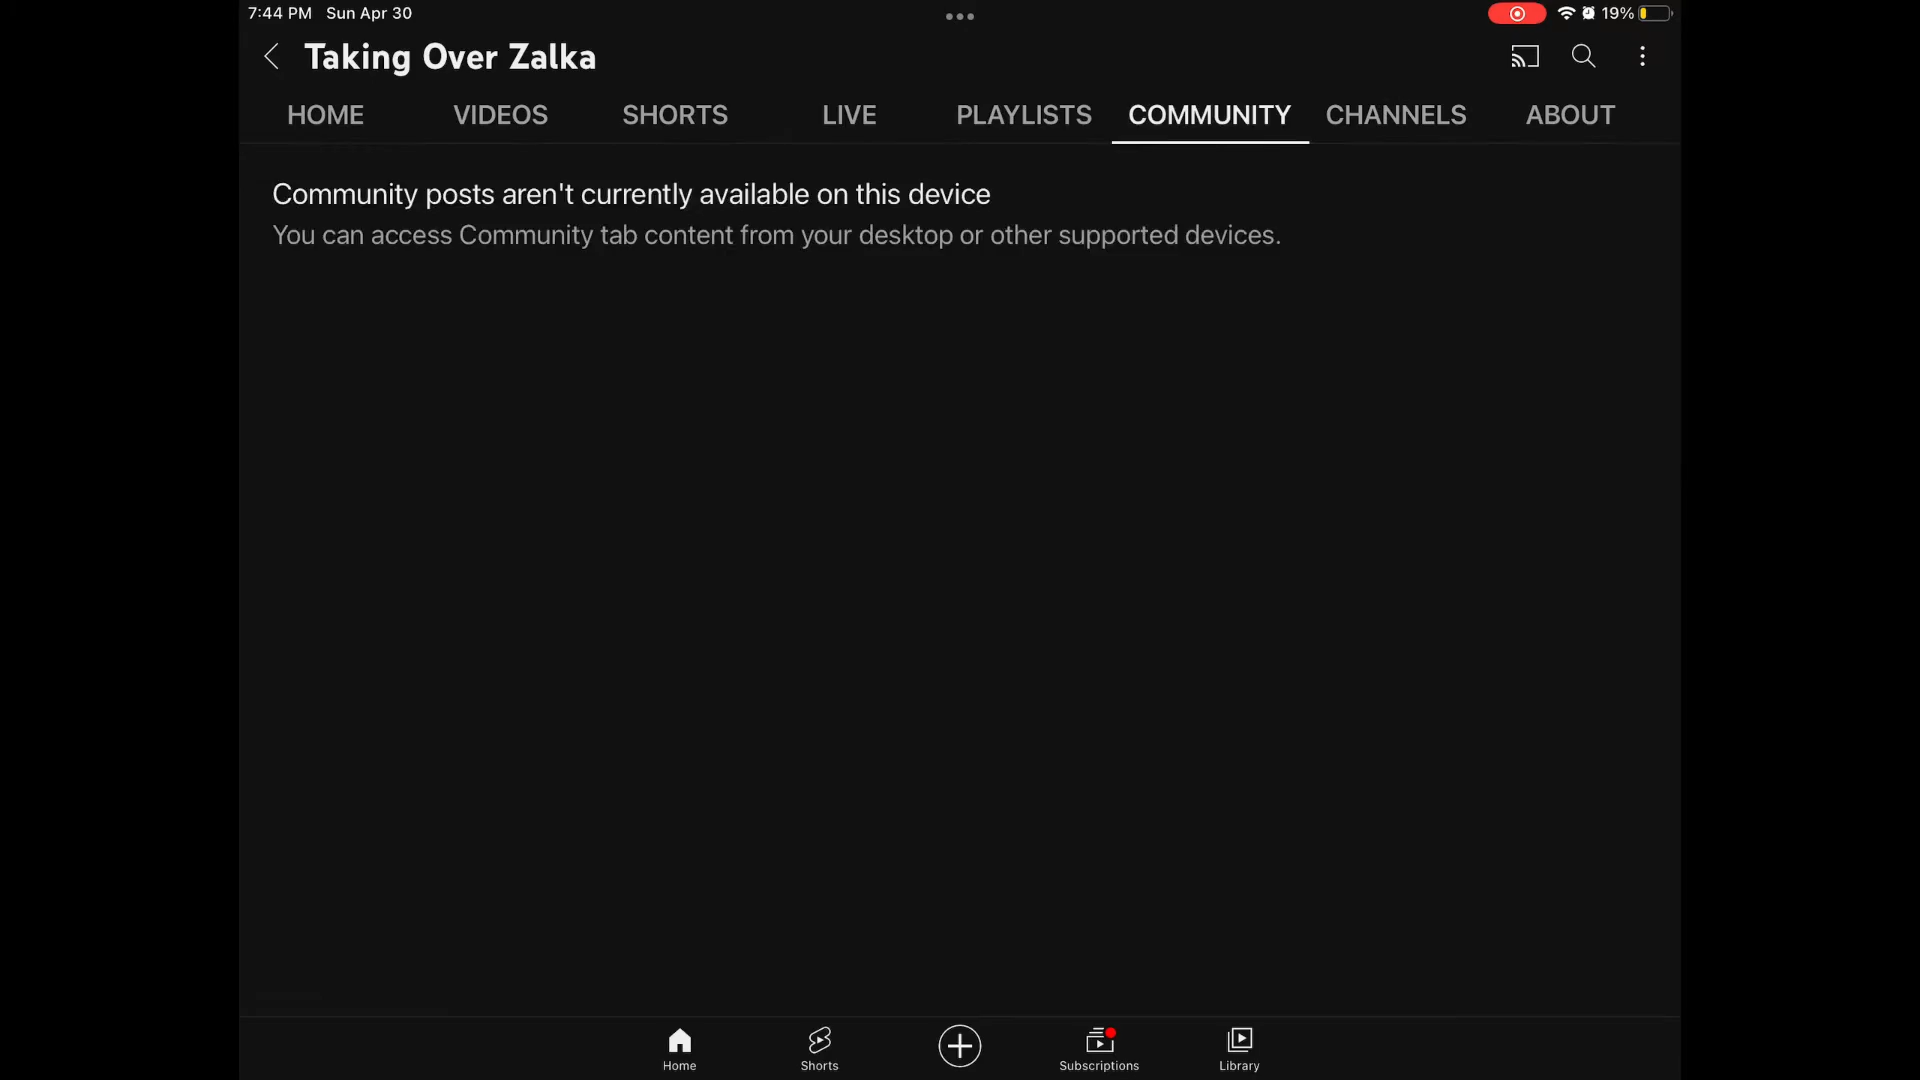 7:44 PM Sun Apr 30 19%
Taking Over Zalka
HOME VIDEOS SHORTS LIVE PLAYLISTS COMMUNITY CHANNELS ABOUT
Community posts aren't currently available on this device
You can access Community tab content from your desktop or other supported devices.
Home Shorts Subscriptions Library